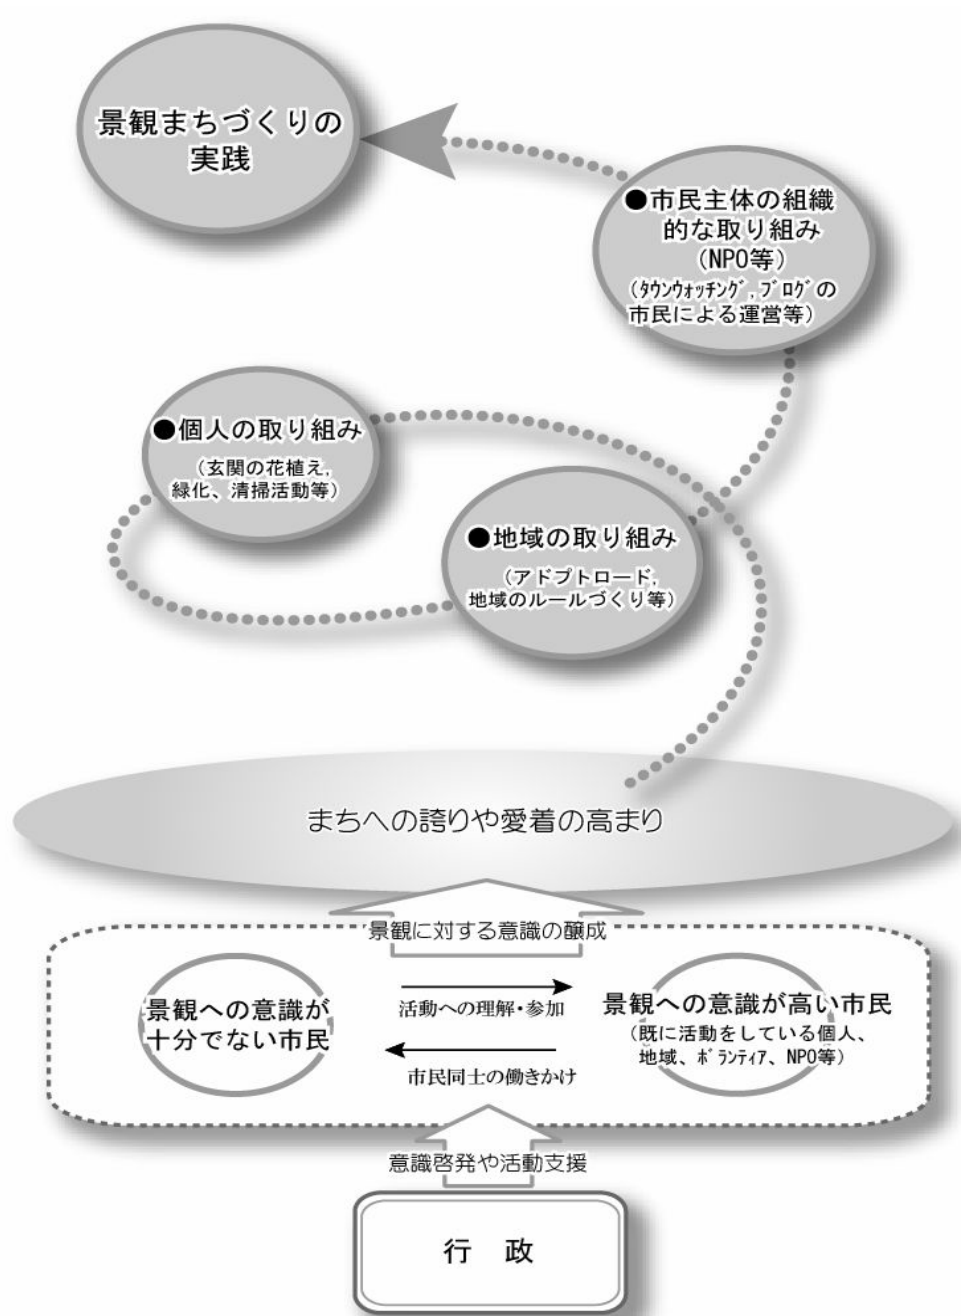 景観まちづくりの
実践
●市民主体の組織
的な取り組み
(NPO等)
(ﾀｳﾝｳｫｯﾁﾝｸﾞ,ﾌﾞﾛｸﾞの
市民による運営等)
●個人の取り組み
(玄関の花植え,
緑化、清掃活動等)
●地域の取り組み
(アドプトロード,
地域のルールづくり等)
まちへの誇りや愛着の高まり
景観に対する意識の醸成
景観への意識が
十分でない市民
活動への理解・参加
市民同士の働きかけ
景観への意識が高い市民
(既に活動をしている個人、
地域、ﾎﾞﾗﾝﾃｨｱ、NPO等)
意識啓発や活動支援
行 政